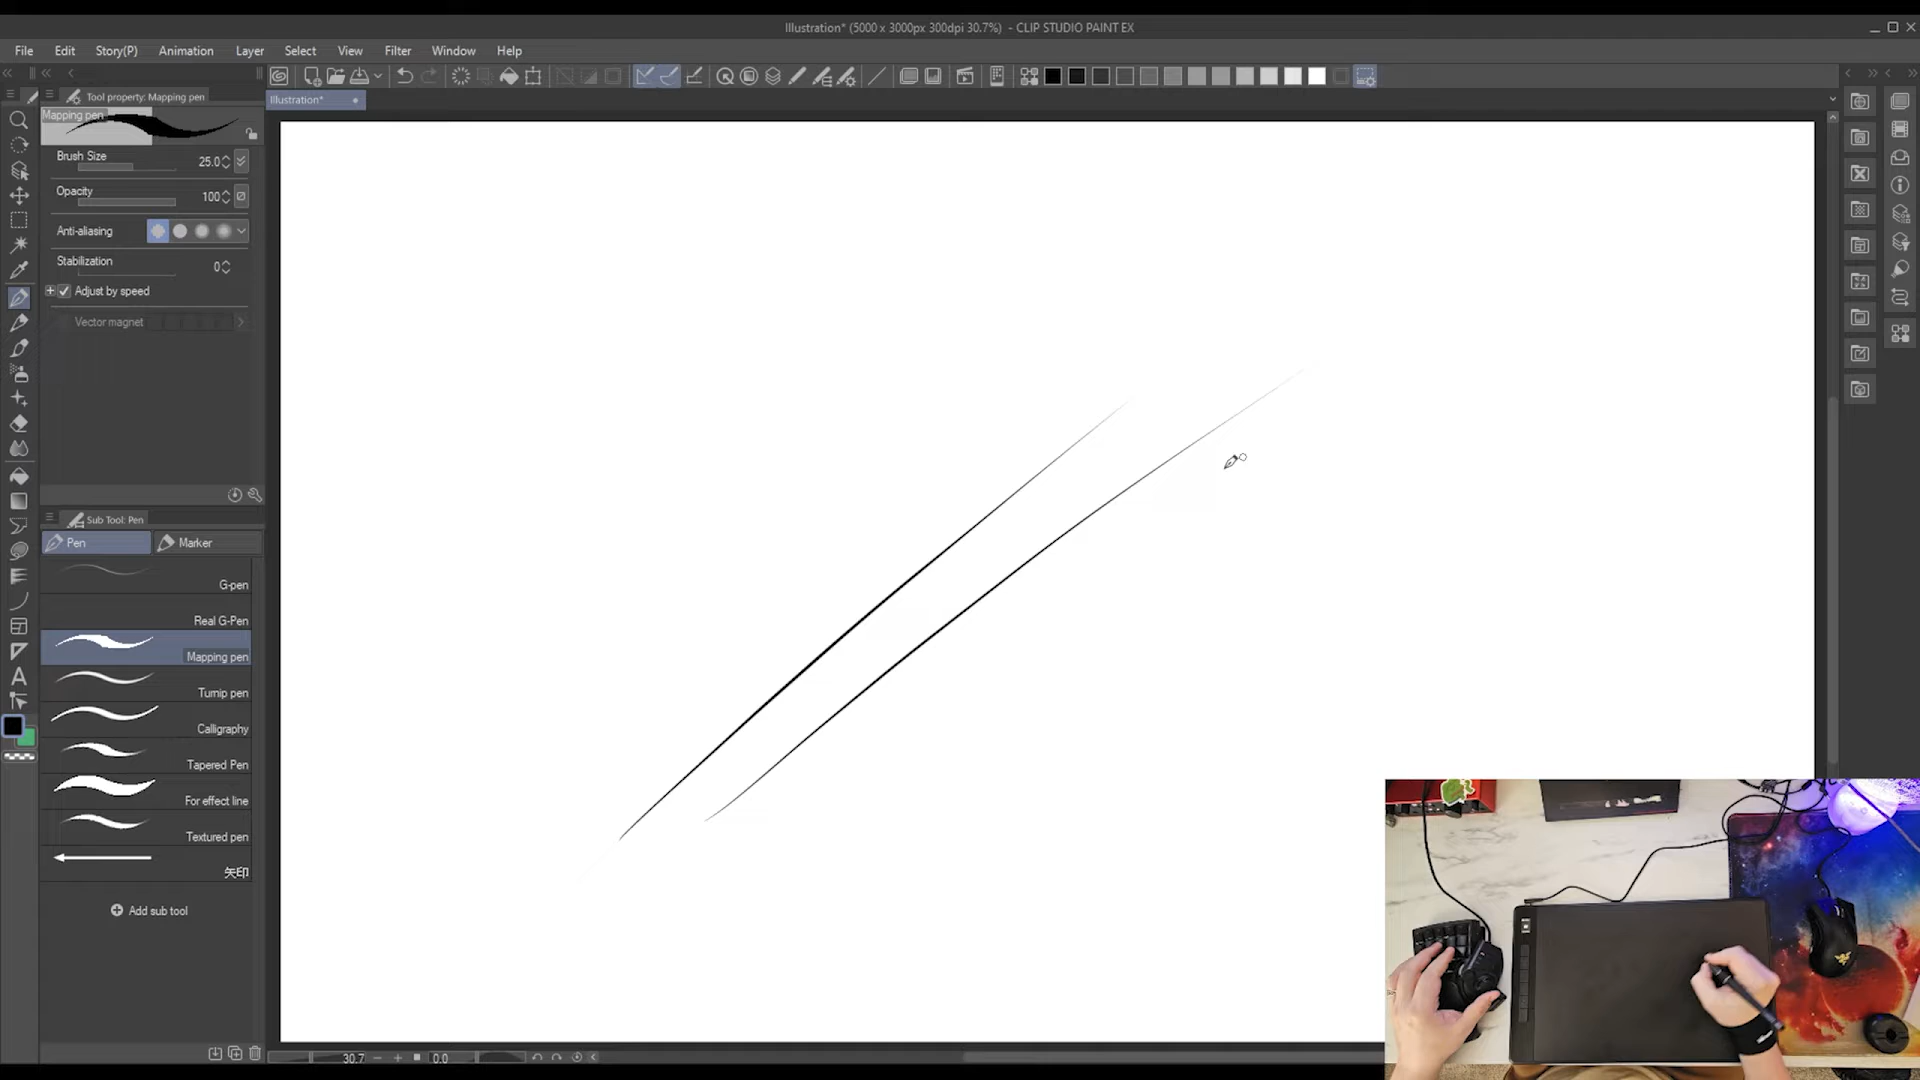 Illustration* (5000 x 3000px 300dpi 30.7%) - CLIP STUDIO PAINT EX
File Edit Story(P) Animation Layer Select View Filter Window Help
Tool property: Mapping pen
Illustration*
Mapping pen
Brush Size 25.0
Opacity 100
Anti-aliasing
Stabilization 0
Adjust by speed
Vector magnet
Sub Tool: Pen
Pen Marker
G-pen
Real G-Pen
Mapping pen
Turnip pen
Calligraphy
Tapered Pen
For effect line
Textured pen
矢印
Add sub tool
30.7 0.0